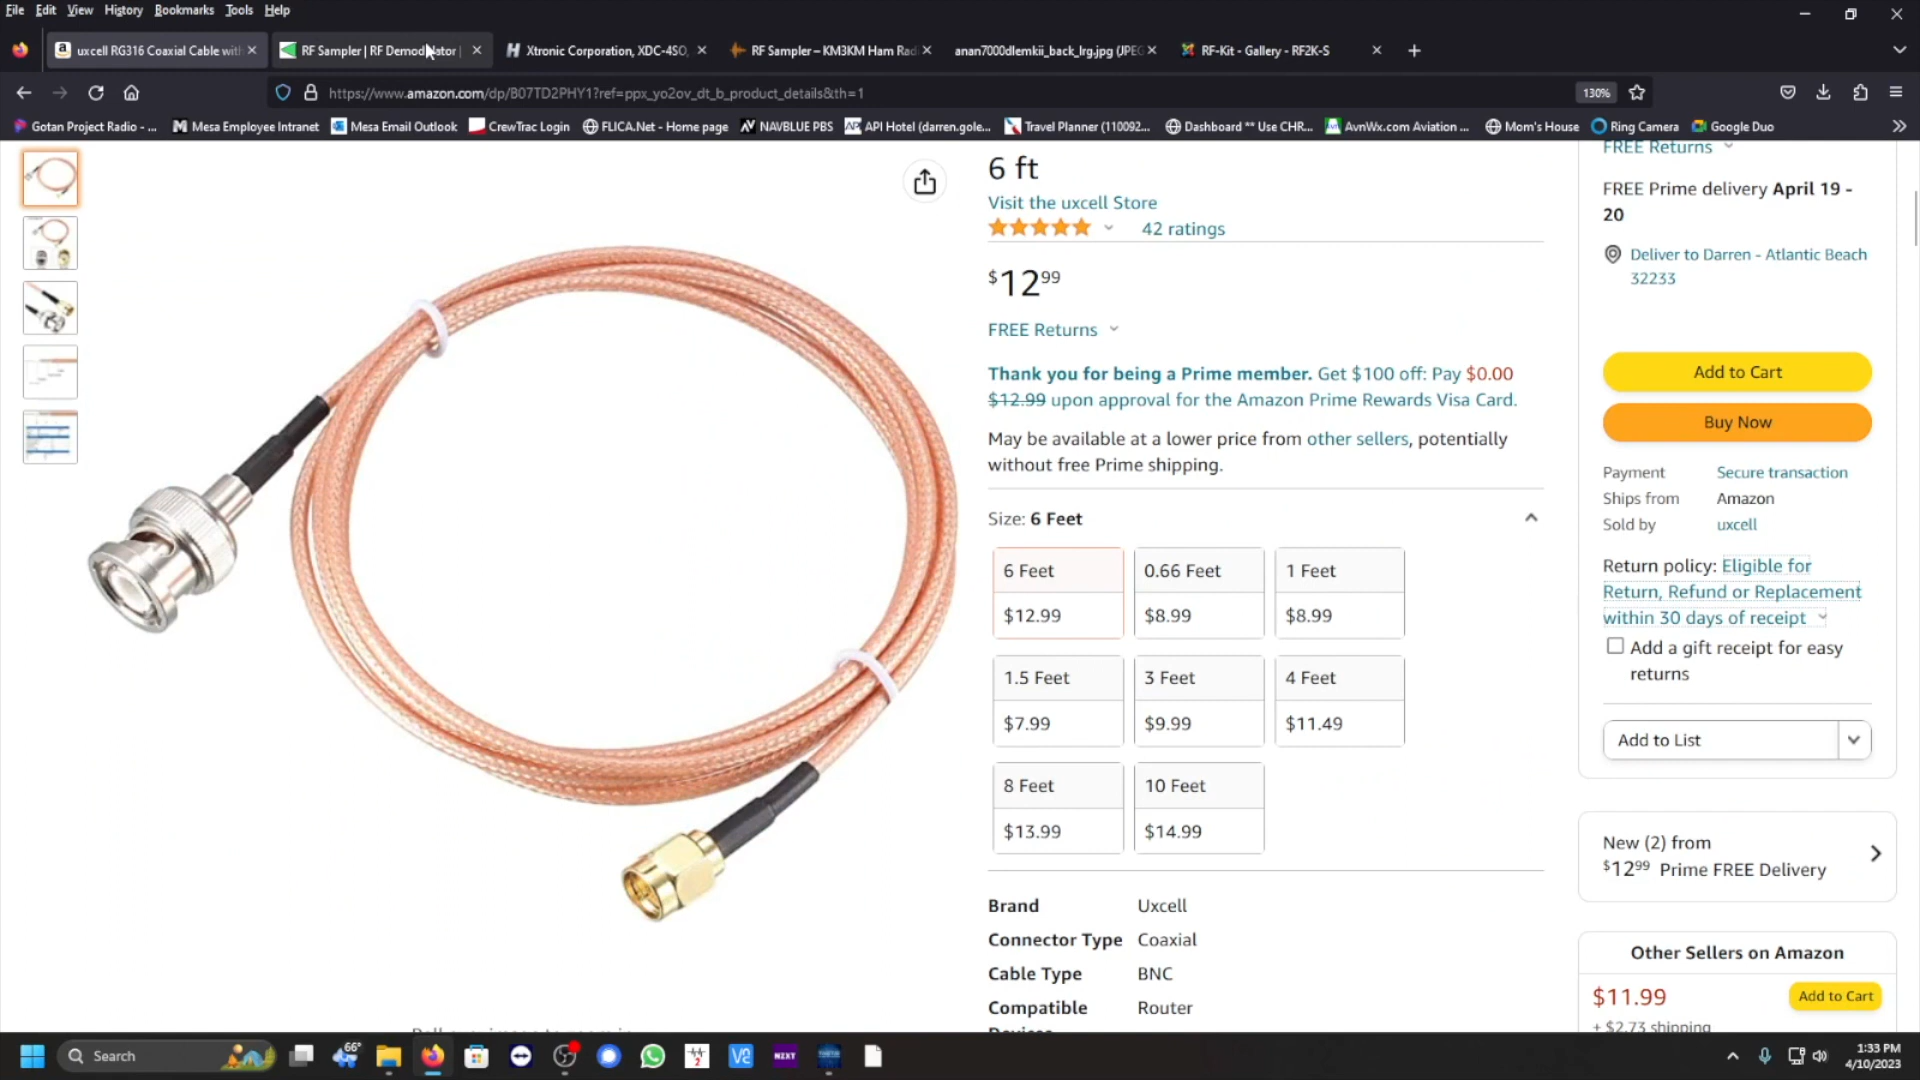 File Edit View History Bookmarks Tools Help
uxcell RG316 Coaxial Cable with
RF Sampler | RF Demodulator |
Xtronic Corporation, XDC-4SO,
RF Sampler – KM3KM Ham Radi
anan7000dlemkii_back_lrg.jpg (JPEG
RF-Kit - Gallery - RF2K-S
https://www.amazon.com/dp/B07TD2PHY1?ref=ppx_yo2ov_dt_b_product_details&th=1
130%
Gotan Project Radio - ...
Mesa Employee Intranet
Mesa Email Outlook
CrewTrac Login
FLICA.Net - Home page
NAVBLUE PBS
API Hotel (darren.gole...
Travel Planner (110092...
Dashboard ** Use CHR...
AvnWx.com Aviation ...
Mom's House
Ring Camera
Google Duo
6 ft
Visit the uxcell Store
42 ratings
$12.99
FREE Returns
Thank you for being a Prime member. Get $100 off: Pay $0.00
$12.99 upon approval for the Amazon Prime Rewards Visa Card.
May be available at a lower price from other sellers, potentially
without free Prime shipping.
Size: 6 Feet
6 Feet
$12.99
0.66 Feet
$8.99
1 Feet
$8.99
1.5 Feet
$7.99
3 Feet
$9.99
4 Feet
$11.49
8 Feet
$13.99
10 Feet
$14.99
Brand Uxcell
Connector Type Coaxial
Cable Type BNC
Compatible Router
Devices
FREE Returns
FREE Prime delivery April 19 -
20
Deliver to Darren - Atlantic Beach
32233
Add to Cart
Buy Now
Payment Secure transaction
Ships from Amazon
Sold by uxcell
Return policy: Eligible for
Return, Refund or Replacement
within 30 days of receipt
Add a gift receipt for easy
returns
Add to List
New (2) from
$12.99 Prime FREE Delivery
Other Sellers on Amazon
$11.99
Add to Cart
+ $2.73 shipping
Roll over image to zoom in
Search
66°
NZXT
1:33 PM
4/10/2023